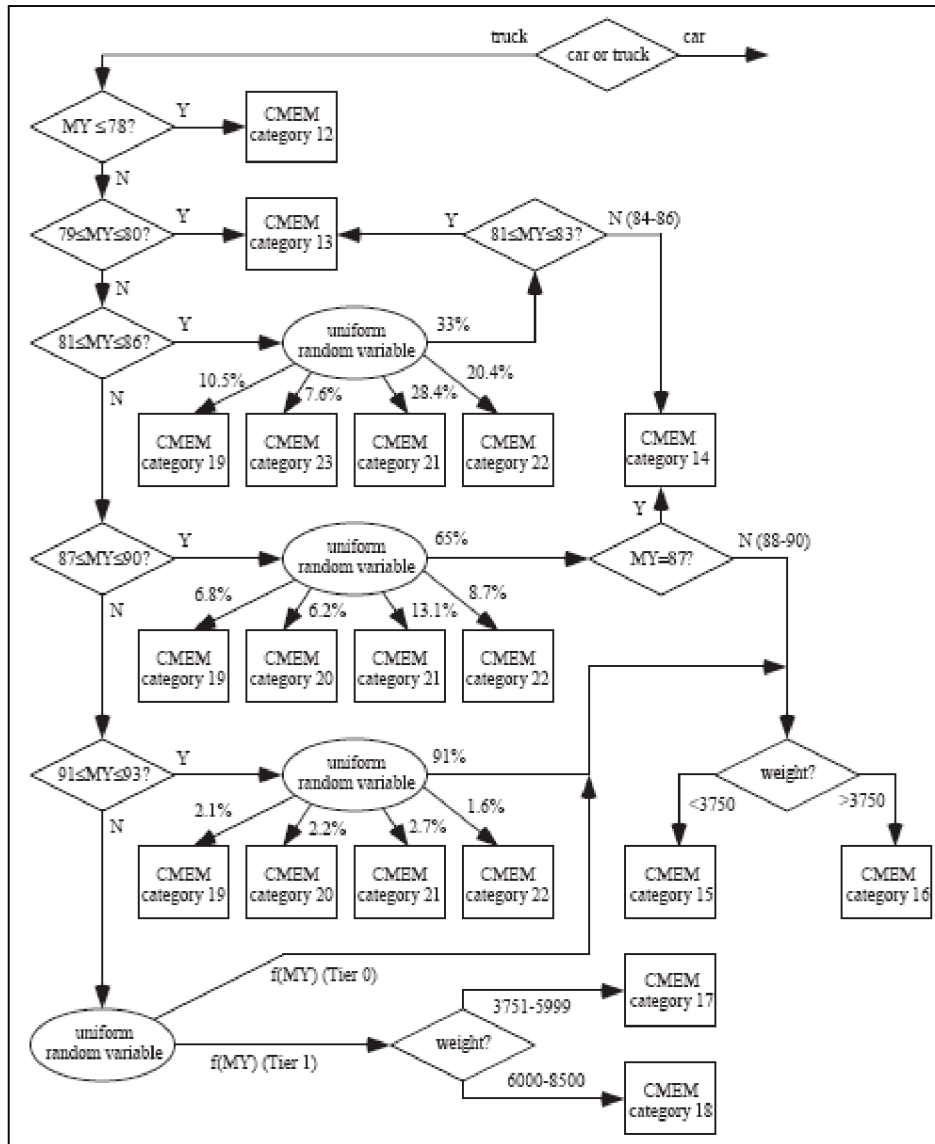 truck
car or truck
car
MY ≤78?
Y
CMEM
category 12
N
79≤MY≤80?
Y
CMEM
category 13
Y
81≤MY≤83?
N (84-86)
N
81≤MY≤86?
Y
uniform
random variable
33%
10.5%
7.6%
28.4%
20.4%
N
CMEM
category 19
CMEM
category 23
CMEM
category 21
CMEM
category 22
CMEM
category 14
Y
87≤MY≤90?
Y
uniform
random variable
65%
MY=87?
N (88-90)
6.8%
6.2%
13.1%
8.7%
N
CMEM
category 19
CMEM
category 20
CMEM
category 21
CMEM
category 22
91≤MY≤93?
Y
uniform
random variable
91%
weight?
<3750
>3750
2.1%
2.2%
2.7%
1.6%
N
CMEM
category 19
CMEM
category 20
CMEM
category 21
CMEM
category 22
CMEM
category 15
CMEM
category 16
f(MY) (Tier 0)
uniform
random variable
f(MY) (Tier 1)
weight?
3751-5999
CMEM
category 17
6000-8500
CMEM
category 18